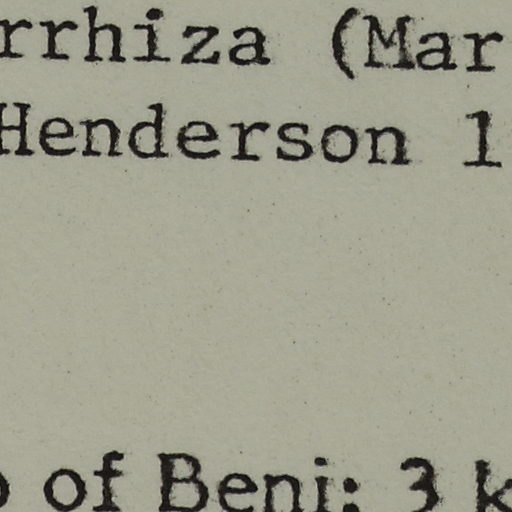 rrhiza (Mar
Henderson 1
of Beni: 3 k